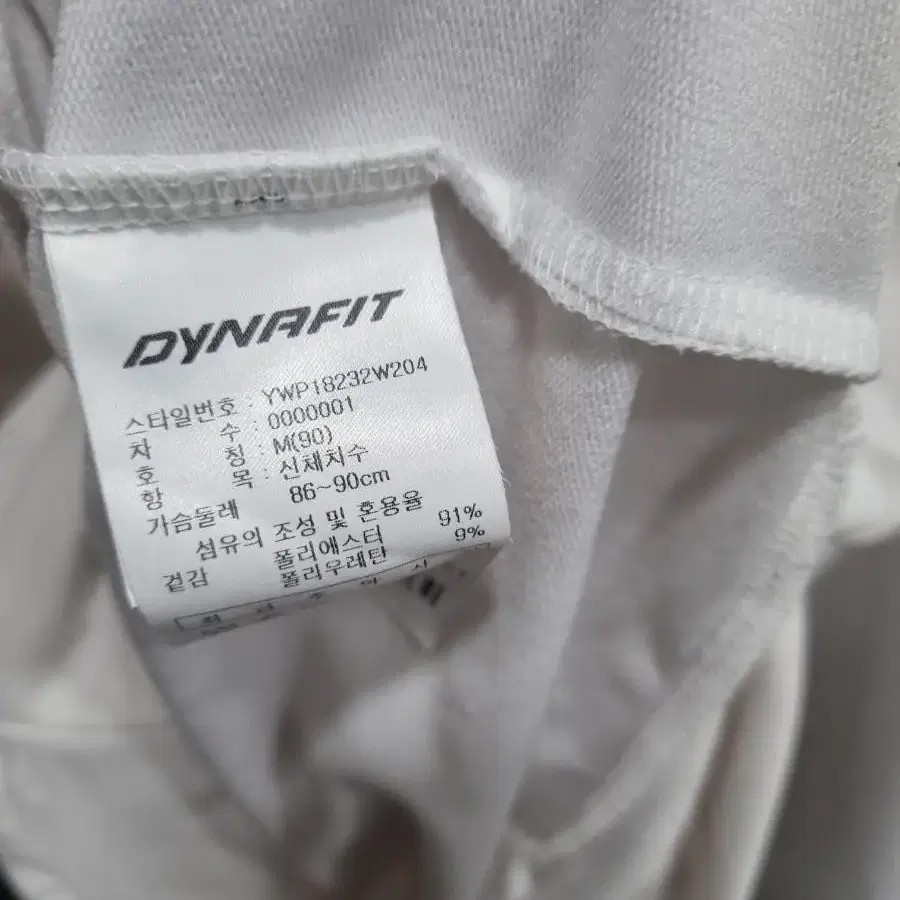 DYNAFIT
스타일번호 : YWP18232W204
차 수 : 0000001
호 칭 : M(90)
항 목 : 신체치수
가슴둘레 86~90cm
섬유의 조성 및 혼용율
겉감 폴리에스터 91%
폴리우레탄 9%